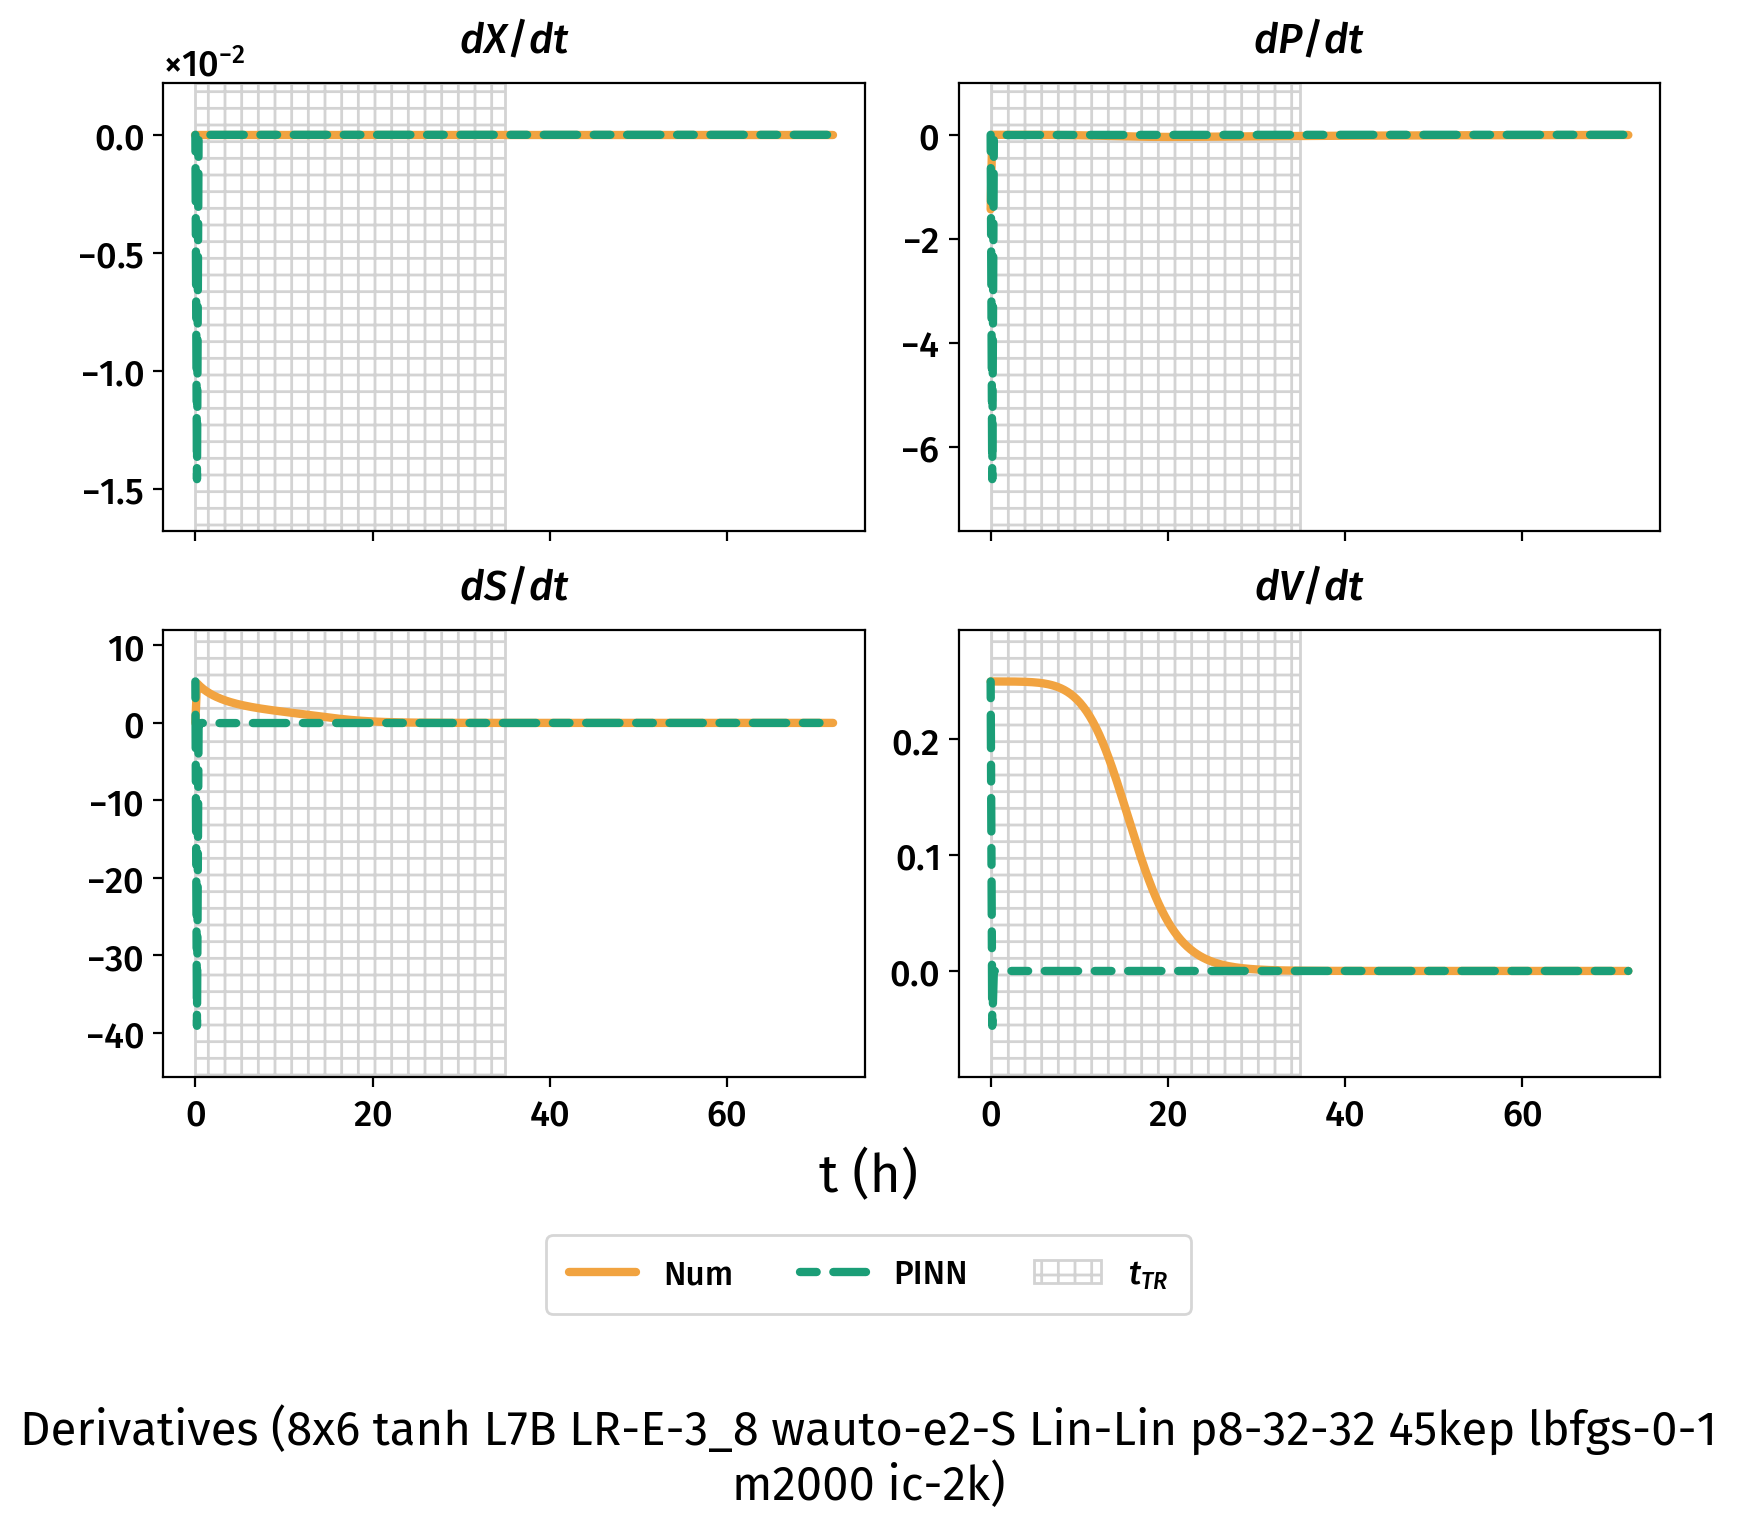 dX/dt
×10⁻²
0.0
−0.5
−1.0
−1.5
dP/dt
0
−2
−4
−6
dS/dt
10
0
−10
−20
−30
−40
0 20 40 60
dV/dt
0.2
0.1
0.0
0 20 40 60
t (h)
Num PINN t_TR
Derivatives (8x6 tanh L7B LR-E-3_8 wauto-e2-S Lin-Lin p8-32-32 45kep lbfgs-0-1
m2000 ic-2k)